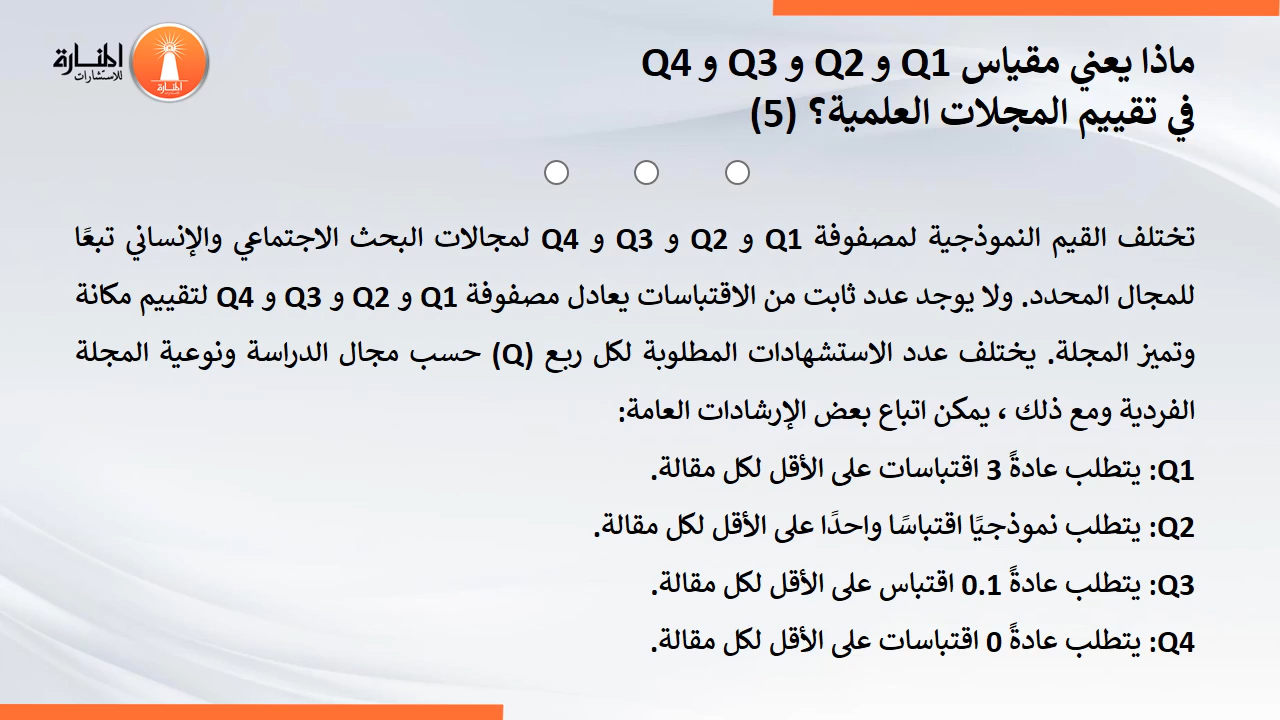 المنارة
للاستشارات
المنارة
ماذا يعني مقياس Q1 و Q2 و Q3 و Q4
في تقييم المجلات العلمية؟ (5)
تختلف القيم النموذجية لمصفوفة Q1 و Q2 و Q3 و Q4 لمجالات البحث الاجتماعي والإنساني تبعًا
للمجال المحدد. ولا يوجد عدد ثابت من الاقتباسات يعادل مصفوفة Q1 و Q2 و Q3 و Q4 لتقييم مكانة
وتميز المجلة. يختلف عدد الاستشهادات المطلوبة لكل ربع (Q) حسب مجال الدراسة ونوعية المجلة
الفردية ومع ذلك ، يمكن اتباع بعض الإرشادات العامة:
Q1: يتطلب عادةً 3 اقتباسات على الأقل لكل مقالة.
Q2: يتطلب نموذجيًا اقتباسًا واحدًا على الأقل لكل مقالة.
Q3: يتطلب عادةً 0.1 اقتباس على الأقل لكل مقالة.
Q4: يتطلب عادةً 0 اقتباسات على الأقل لكل مقالة.